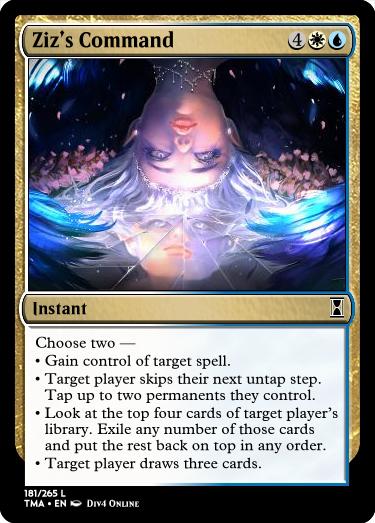 Ziz's Command 4
Instant
Choose two —
• Gain control of target spell.
• Target player skips their next untap step.
Tap up to two permanents they control.
• Look at the top four cards of target player's
library. Exile any number of those cards
and put the rest back on top in any order.
• Target player draws three cards.
181/265 L
TMA • EN Div4 Online